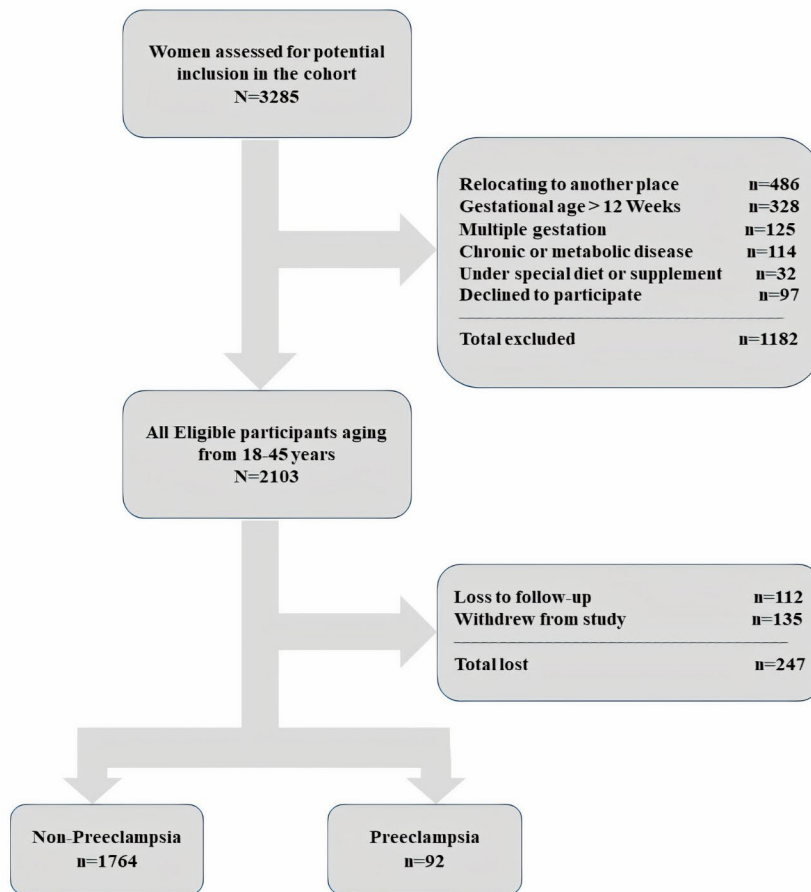 Women assessed for potential
inclusion in the cohort
N=3285
Relocating to another place n=486
Gestational age > 12 Weeks n=328
Multiple gestation n=125
Chronic or metabolic disease n=114
Under special diet or supplement n=32
Declined to participate n=97
Total excluded n=1182
All Eligible participants aging
from 18-45 years
N=2103
Loss to follow-up n=112
Withdrew from study n=135
Total lost n=247
Non-Preeclampsia
n=1764
Preeclampsia
n=92